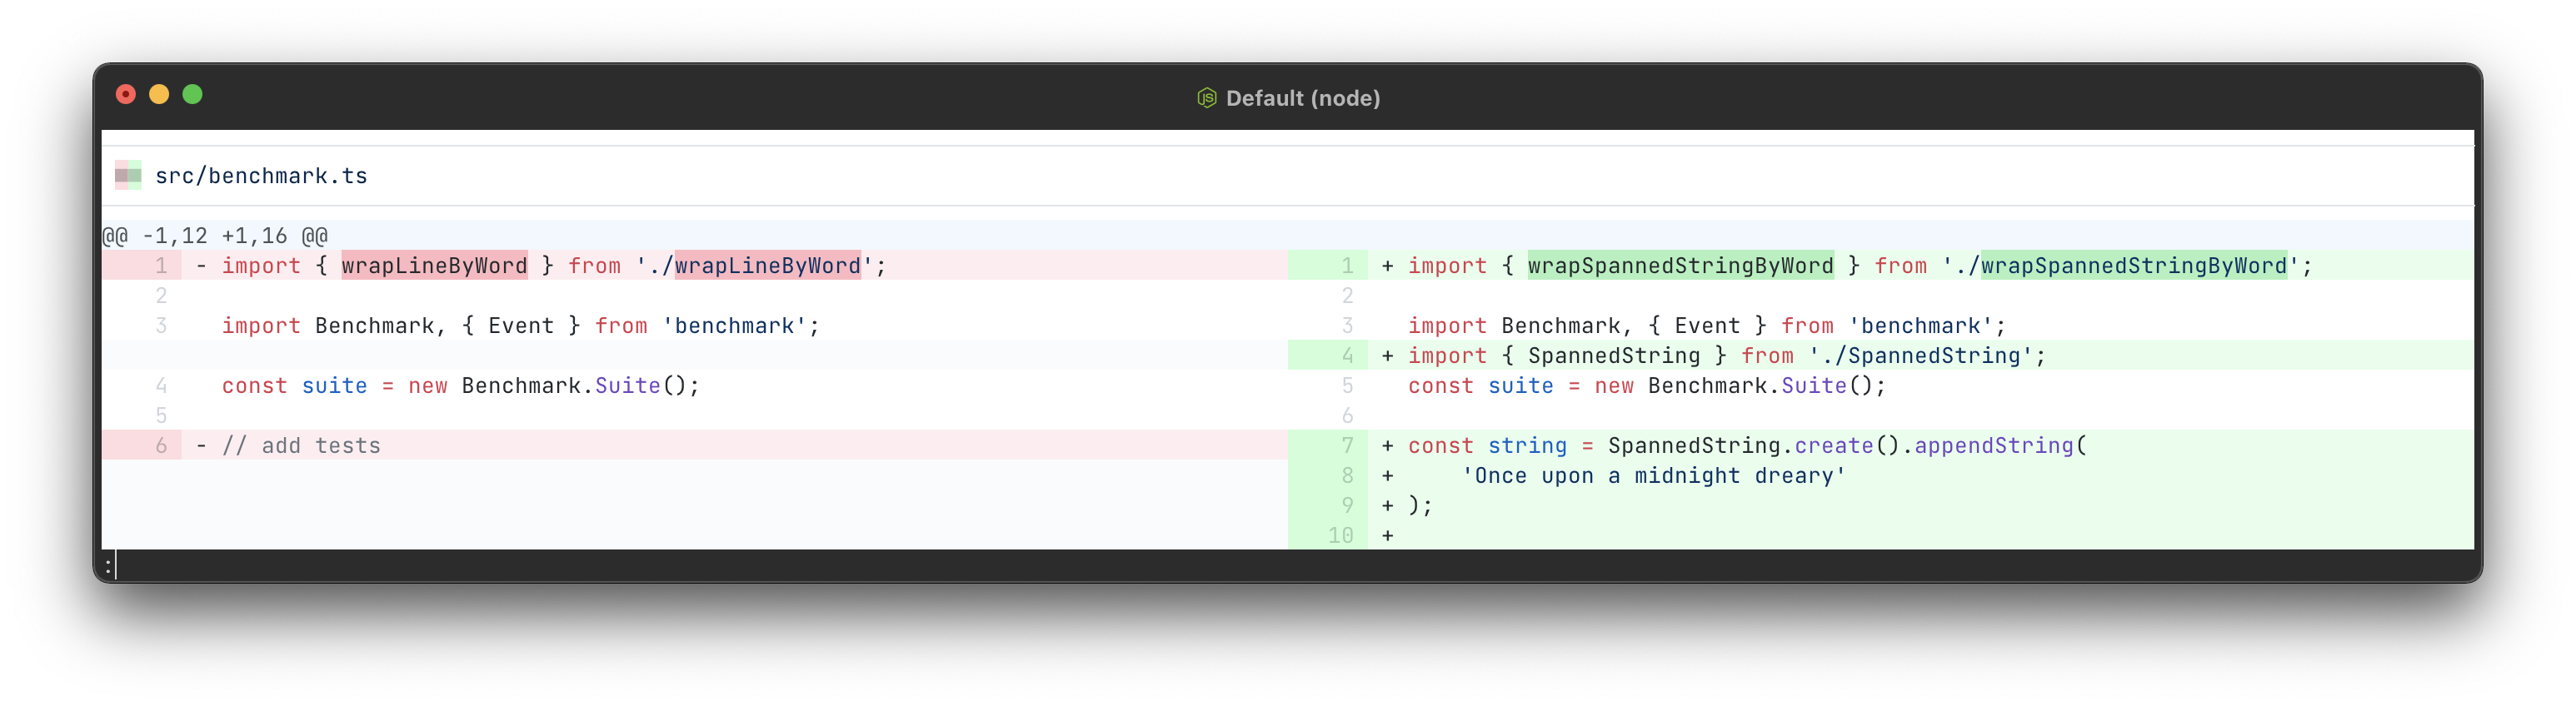 Default (node)
src/benchmark.ts
@@ -1,12 +1,16 @@
1 - import { wrapLineByWord } from './wrapLineByWord';
2
3 import Benchmark, { Event } from 'benchmark';
4 const suite = new Benchmark.Suite();
5
6 - // add tests
1 + import { wrapSpannedStringByWord } from './wrapSpannedStringByWord';
2
3 import Benchmark, { Event } from 'benchmark';
4 + import { SpannedString } from './SpannedString';
5 const suite = new Benchmark.Suite();
6
7 + const string = SpannedString.create().appendString(
8 + 'Once upon a midnight dreary'
9 + );
10 +
: